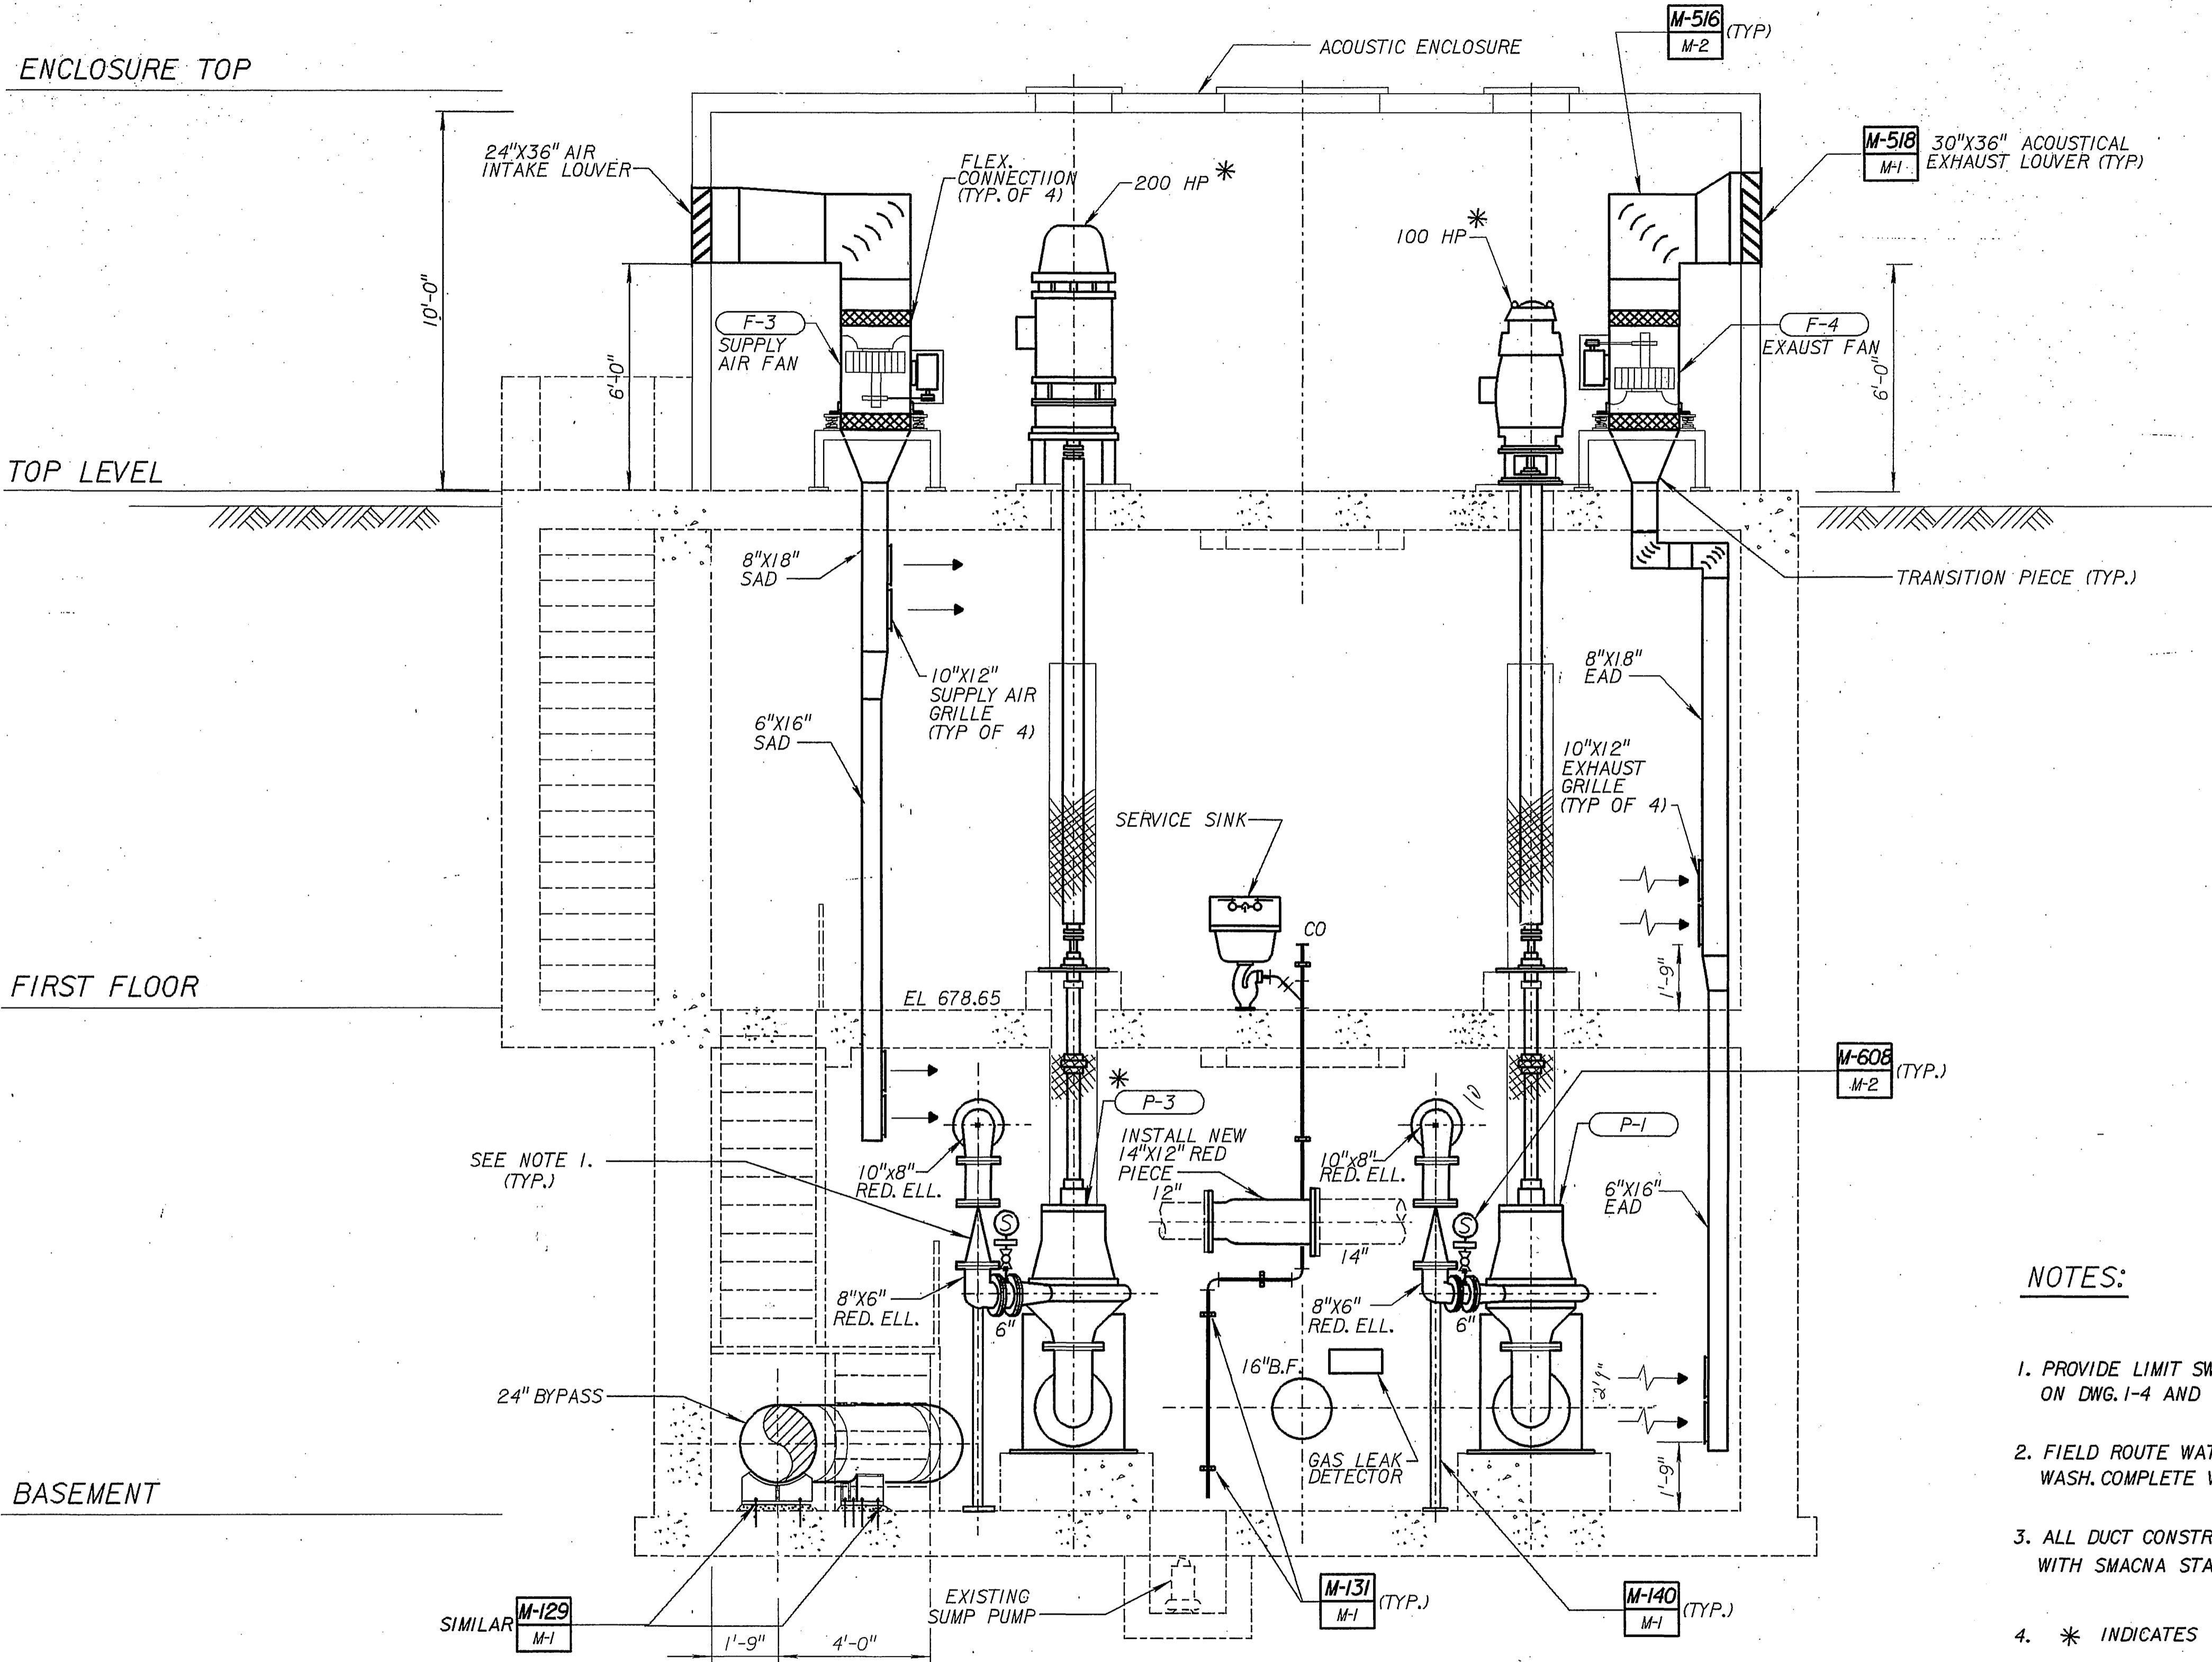 ENCLOSURE TOP
ACOUSTIC ENCLOSURE
M-516
M-2
(TYP)
24"X36" AIR
INTAKE LOUVER
FLEX.
CONNECTIION
(TYP. OF 4)
200 HP *
100 HP *
M-518
M-1
30"X36" ACOUSTICAL
EXHAUST LOUVER (TYP)
10'-0"
6'-0"
F-3
SUPPLY
AIR FAN
F-4
EXAUST FAN
6'-0"
TOP LEVEL
8"X18"
SAD
TRANSITION PIECE (TYP.)
10"X12"
SUPPLY AIR
GRILLE
(TYP OF 4)
6"X16"
SAD
8"X18"
EAD
10"X12"
EXHAUST
GRILLE
(TYP OF 4)
SERVICE SINK
CO
1'-9"
FIRST FLOOR
EL 678.65
M-608
M-2
(TYP.)
*
P-3
P-1
INSTALL NEW
14"X12" RED
PIECE
12"
14"
10
SEE NOTE 1.
(TYP.)
10"x8"
RED. ELL.
10"x8"
RED. ELL.
6"X16"
EAD
S
S
8"X6"
RED. ELL.
6"
8"X6"
RED. ELL.
6"
16"B.F.
2'9"
24" BYPASS
GAS LEAK
DETECTOR
1'-9"
BASEMENT
SIMILAR
M-129
M-1
1'-9"
4'-0"
EXISTING
SUMP PUMP
M-131
M-1
(TYP.)
M-140
M-1
(TYP.)
NOTES:
1. PROVIDE LIMIT SW
ON DWG. 1-4 AND
2. FIELD ROUTE WAT
WASH. COMPLETE
3. ALL DUCT CONSTR
WITH SMACNA STA
4. * INDICATES